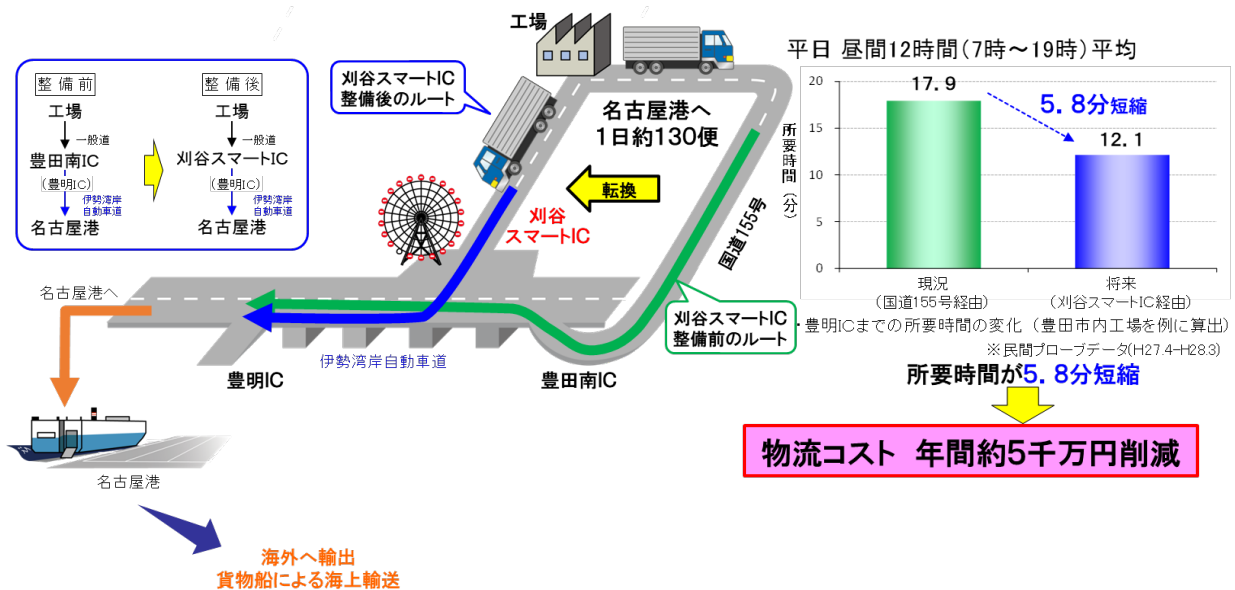 整備前
工場
一般道
豊田南IC
(豊明IC)
伊勢湾岸
自動車道
名古屋港
整備後
工場
一般道
刈谷スマートIC
(豊明IC)
伊勢湾岸
自動車道
名古屋港
工場
刈谷スマートIC
整備後のルート
名古屋港へ
1日約130便
転換
刈谷
スマートIC
国道155号
刈谷スマートIC
整備前のルート
名古屋港へ
伊勢湾岸自動車道
豊明IC
豊田南IC
名古屋港
海外へ輸出
貨物船による海上輸送
平日 昼間12時間(7時～19時)平均
所要時間(分)
20
15
10
5
0
17.9
5.8分短縮
12.1
現況
(国道155号経由)
将来
(刈谷スマートIC経由)
・豊明ICまでの所要時間の変化 (豊田市内工場を例に算出)
※民間プローブデータ(H27.4-H28.3)
所要時間が5.8分短縮
物流コスト 年間約5千万円削減